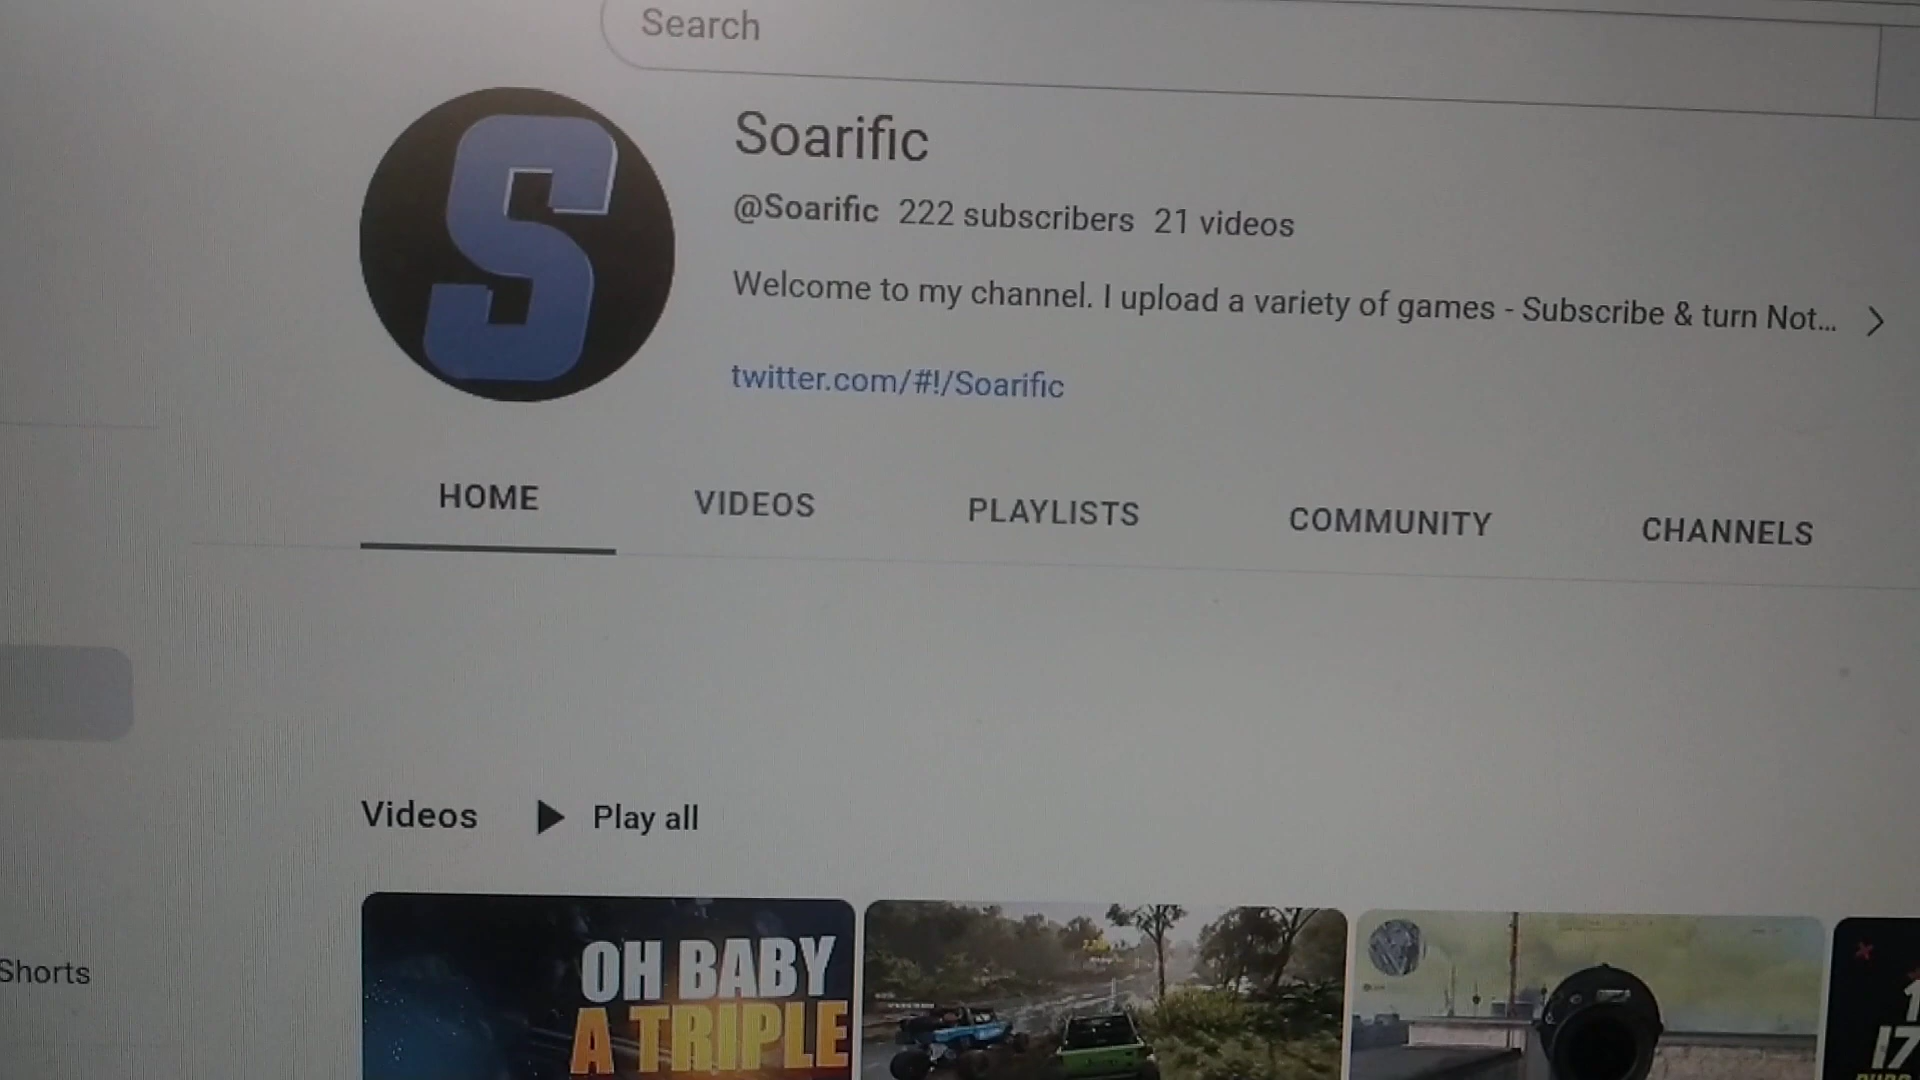 Search
S
Soarific
@Soarific 222 subscribers 21 videos
Welcome to my channel. I upload a variety of games - Subscribe & turn Not...
twitter.com/#!/Soarific
HOME VIDEOS PLAYLISTS COMMUNITY CHANNELS
Videos Play all
Shorts
OH BABY
A TRIPLE
17